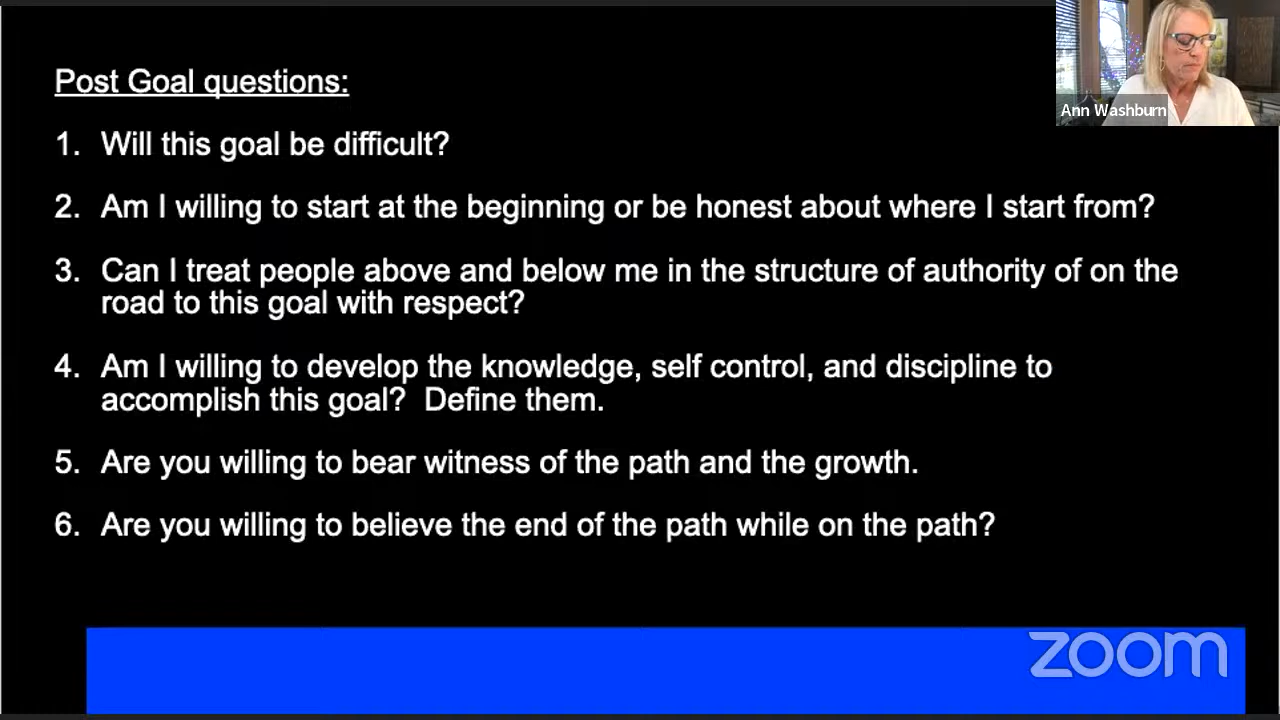 Post Goal questions:
Ann Washburn
1. Will this goal be difficult?
2. Am I willing to start at the beginning or be honest about where I start from?
3. Can I treat people above and below me in the structure of authority of on the
road to this goal with respect?
4. Am I willing to develop the knowledge, self control, and discipline to
accomplish this goal? Define them.
5. Are you willing to bear witness of the path and the growth.
6. Are you willing to believe the end of the path while on the path?
zoom